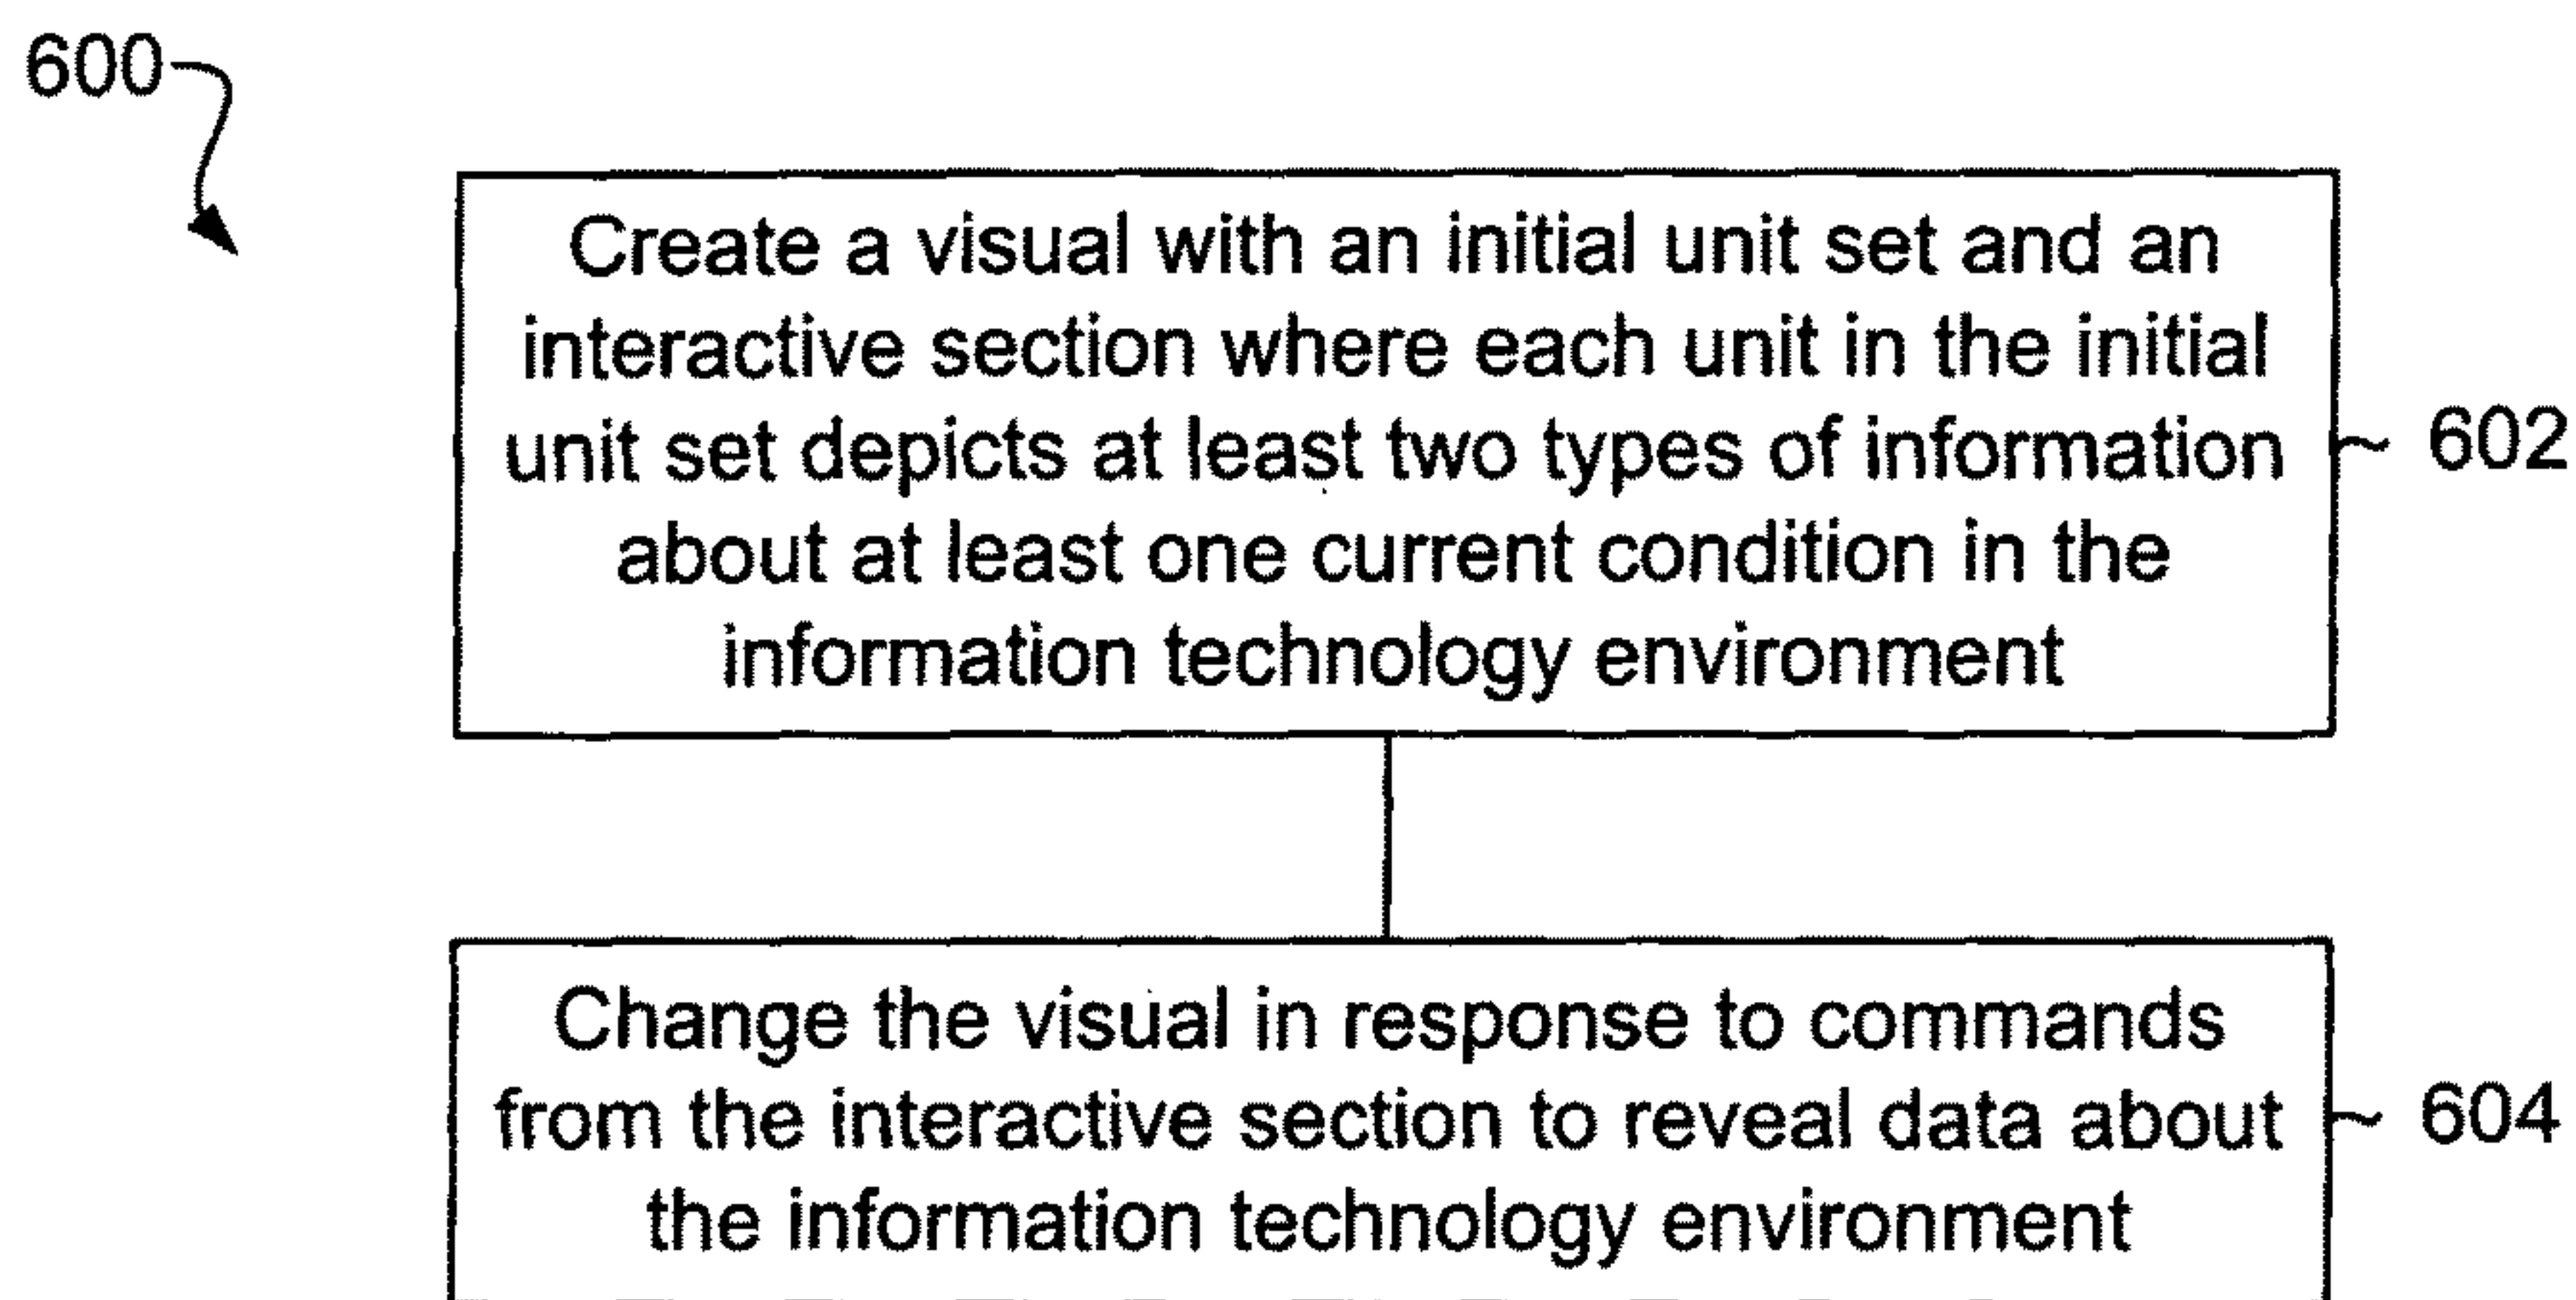 600
Create a visual with an initial unit set and an
interactive section where each unit in the initial
unit set depicts at least two types of information
about at least one current condition in the
information technology environment
602
Change the visual in response to commands
from the interactive section to reveal data about
the information technology environment
604